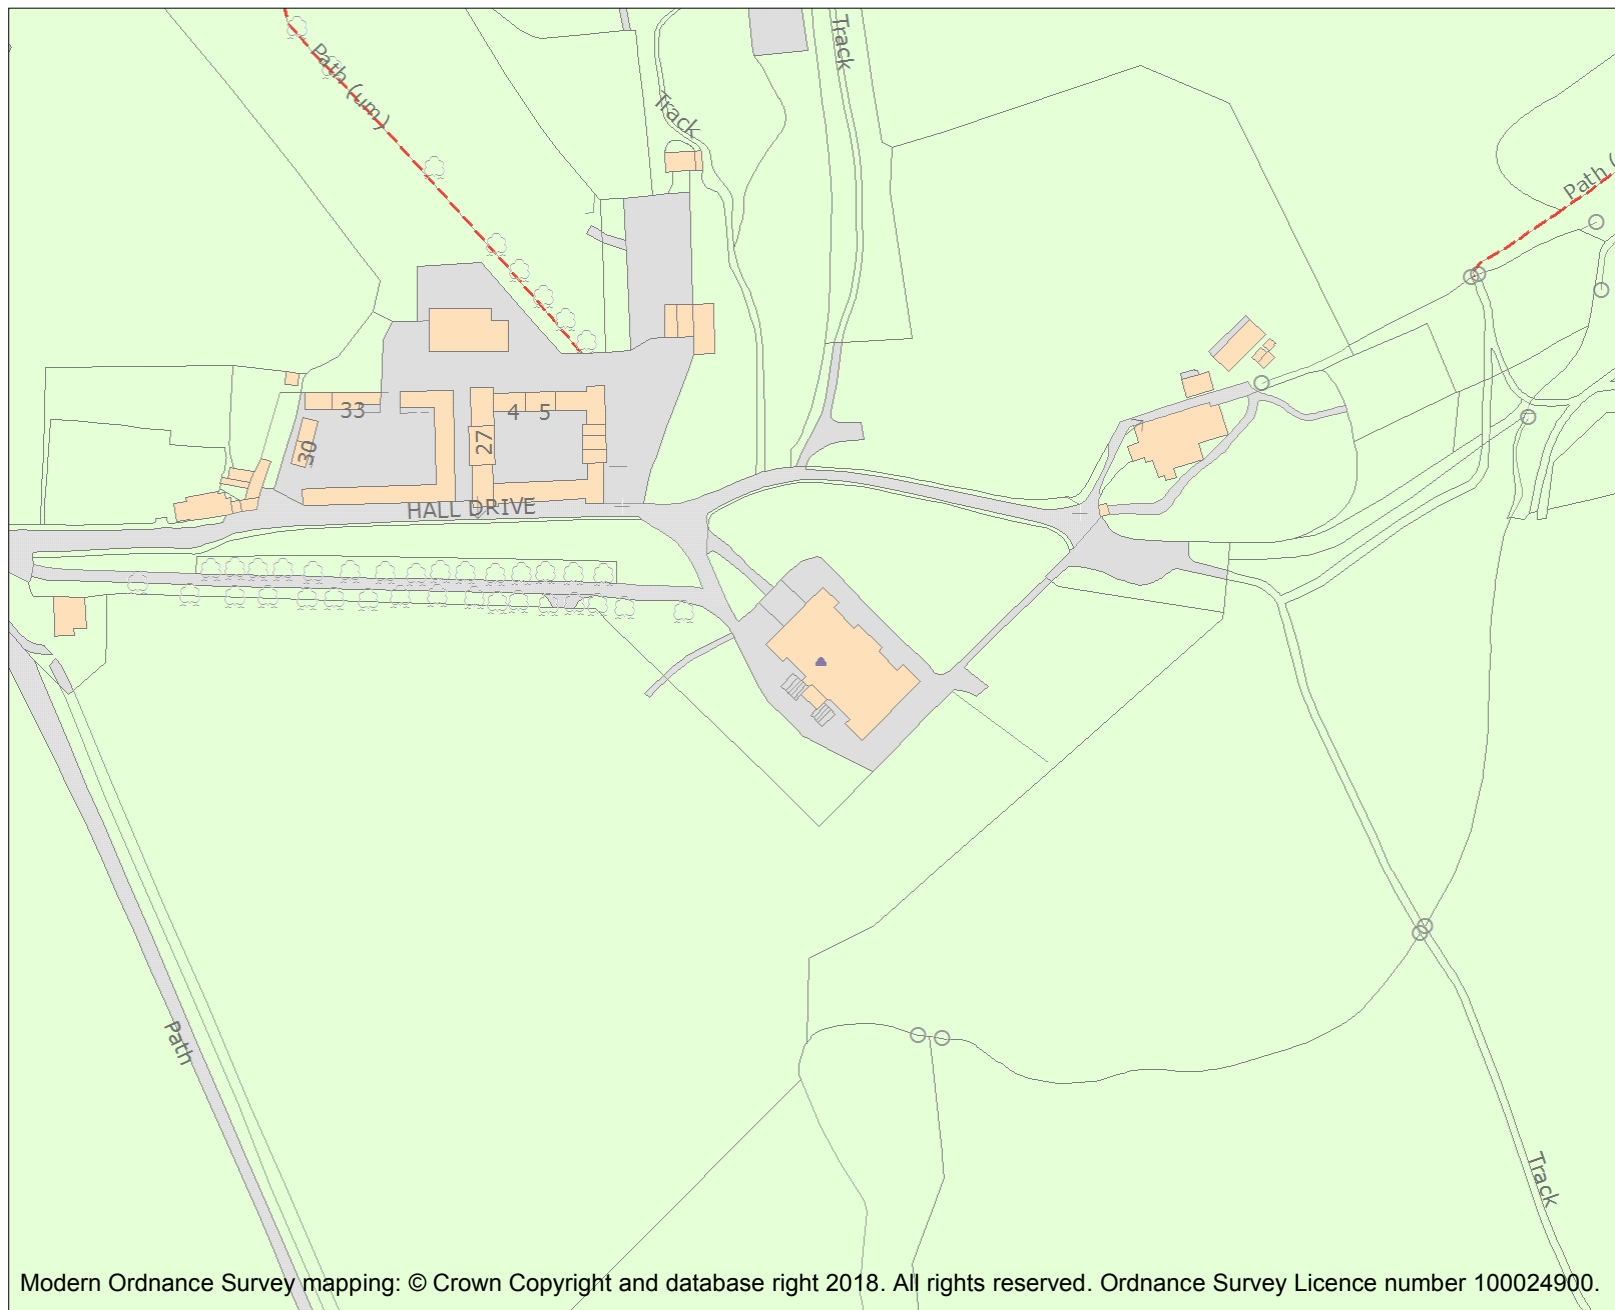 Track
Path (um)
Track
Path (
33
4
5
27
30
HALL DRIVE
Path
Track
Modern Ordnance Survey mapping: © Crown Copyright and database right 2018. All rights reserved. Ordnance Survey Licence number 100024900.